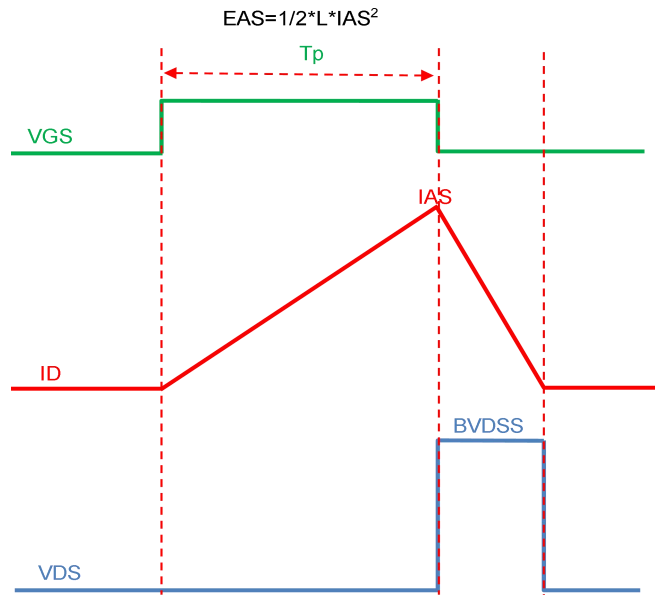 EAS=1/2*L*IAS²
Tp
VGS
IAS
ID
BVDSS
VDS